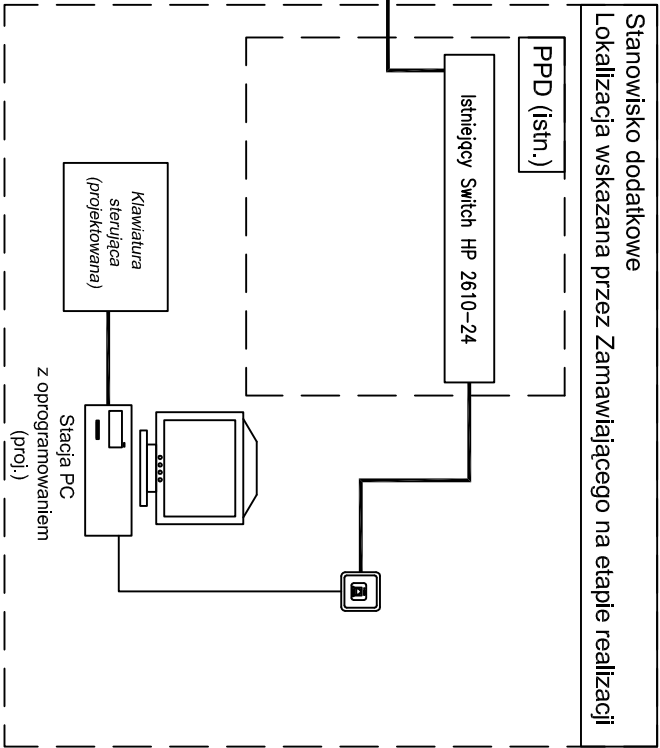 Stanowisko dodatkowe
Lokalizacja wskazana przez Zamawiającego na etapie realizacji
PPD (istn.)
Istniejący Switch HP 2610-24
Klawiatura
sterująca
(projektowana)
Stacja PC
z oprogramowaniem
(proj.)